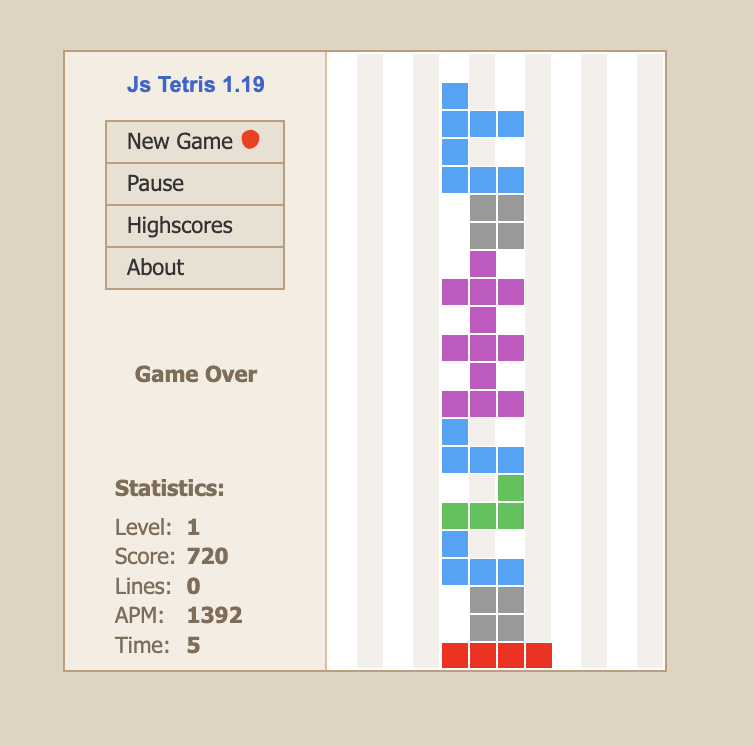 Js Tetris 1.19
New Game
Pause
Highscores
About
Game Over
Statistics:
Level: 1
Score: 720
Lines: 0
APM: 1392
Time: 5